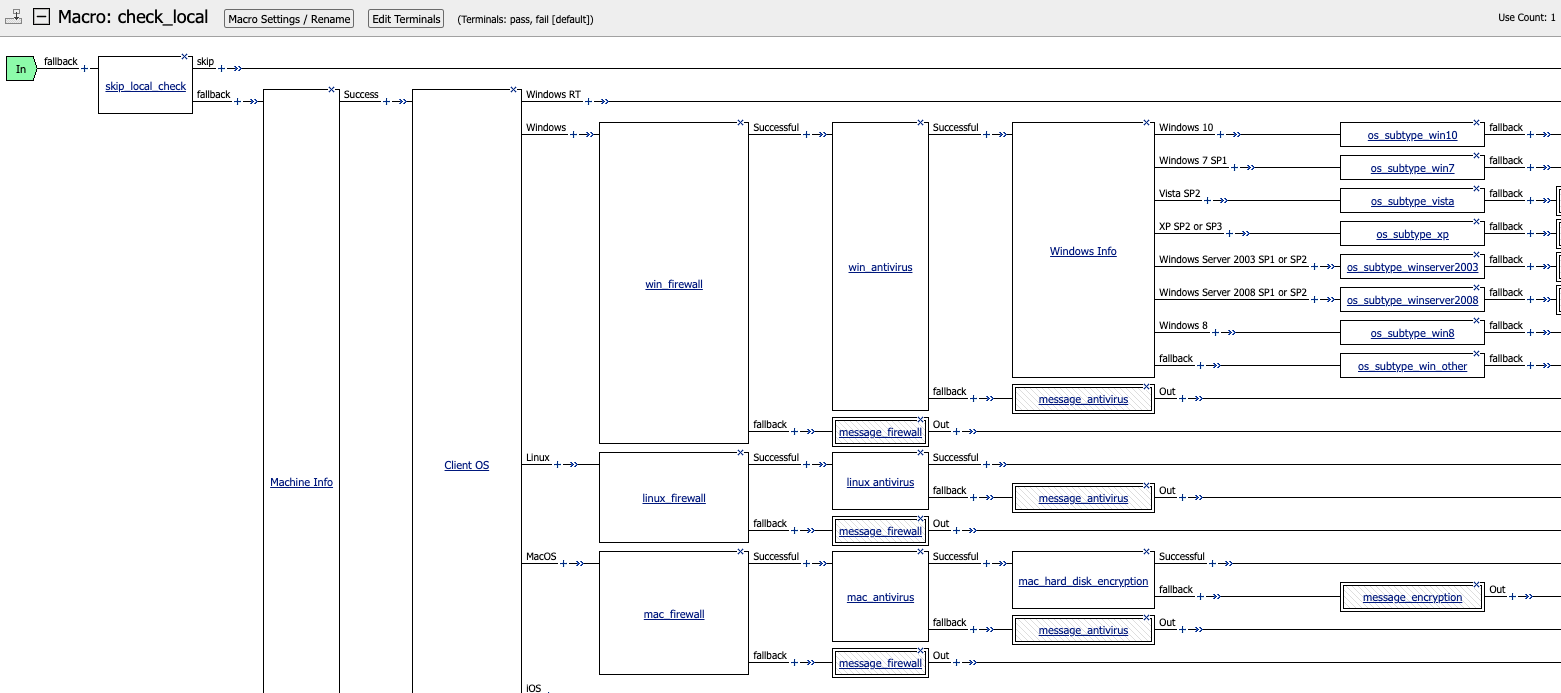 Macro: check_local Macro Settings / Rename Edit Terminals (Terminals: pass, fail [default]) Use Count: 1
In fallback skip_local_check skip
fallback Machine Info Success Client OS Windows RT
Windows win_firewall Successful win_antivirus Successful Windows Info Windows 10 os_subtype_win10 fallback
Windows 7 SP1 os_subtype_win7 fallback
Vista SP2 os_subtype_vista fallback
XP SP2 or SP3 os_subtype_xp fallback
Windows Server 2003 SP1 or SP2 os_subtype_winserver2003 fallback
Windows Server 2008 SP1 or SP2 os_subtype_winserver2008 fallback
Windows 8 os_subtype_win8 fallback
fallback os_subtype_win_other fallback
fallback message_antivirus Out
fallback message_firewall Out
Linux linux_firewall Successful linux antivirus Successful
fallback message_antivirus Out
fallback message_firewall Out
MacOS mac_firewall Successful mac_antivirus Successful mac_hard_disk_encryption Successful
fallback message_encryption Out
fallback message_antivirus Out
fallback message_firewall Out
iOS